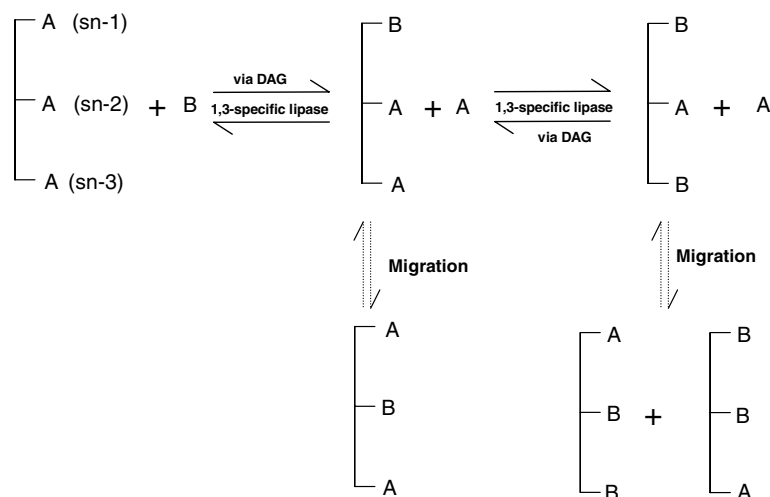 A (sn-1)
B
B
via DAG
A (sn-2) + B
1,3-specific lipase
A + A
1,3-specific lipase
via DAG
A + A
A (sn-3)
A
B
Migration
Migration
A
A
B
B
B + B
A
B
A